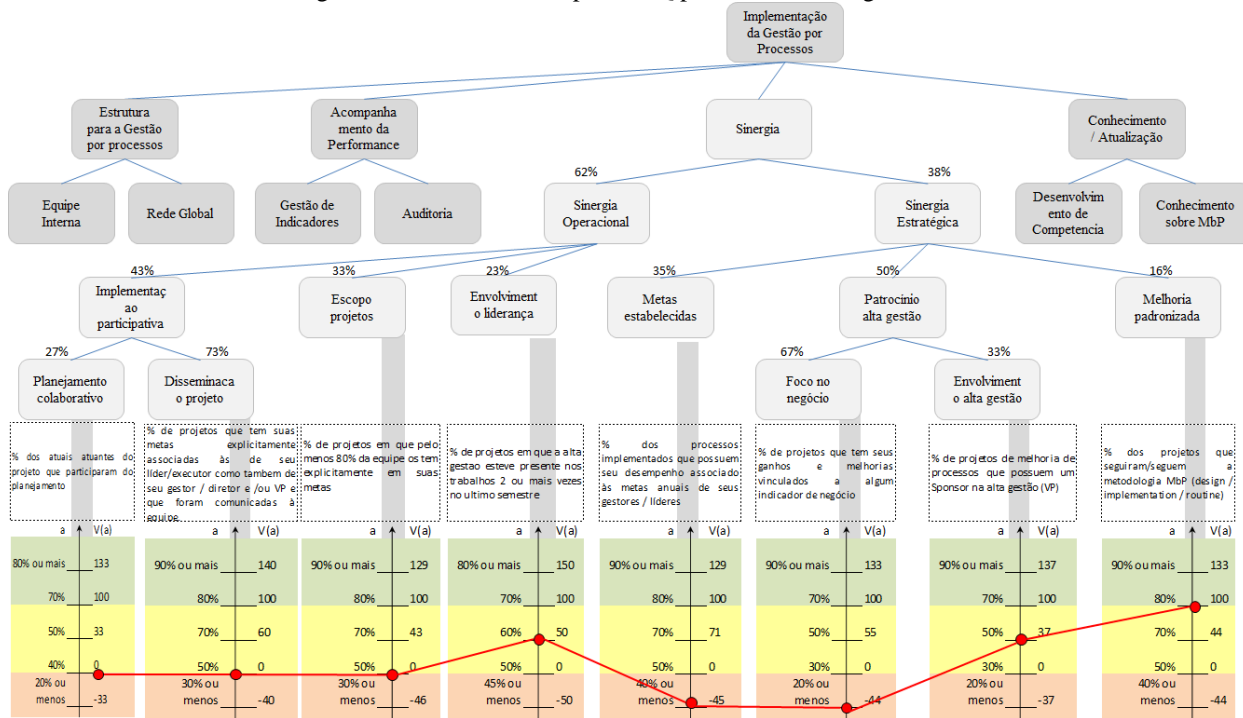 Implementação
da Gestão por
Processos
Estrutura
para a Gestão
por processos
Acompanha
mento da
Performance
Sinergia
Conhecimento
/ Atualização
62%
38%
Equipe
Interna
Rede Global
Gestão de
Indicadores
Auditoria
Sinergia
Operacional
Sinergia
Estratégica
Desenvolvim
ento de
Competencia
Conhecimento
sobre MbP
43%
33%
23%
35%
50%
16%
Implementaç
ao
participativa
Escopo
projetos
Envolviment
o liderança
Metas
estabelecidas
Patrocinio
alta gestão
Melhoria
padronizada
27%
73%
67%
33%
Planejamento
colaborativo
Disseminaca
o projeto
Foco no
negócio
Envolviment
o alta gestão
% dos atuais atuantes do
projeto que participaram do
planejamento
% de projetos que tem suas
metas explicitamente
associadas às de seu
líder/executor como tambem de
seu gestor / diretor e /ou VP e
que foram comunicadas à
equipe
% de projetos em que pelo
menos 80% da equipe os tem
explicitamente em suas
metas
% de projetos em que a alta
gestao esteve presente nos
trabalhos 2 ou mais vezes
no ultimo semestre
% dos processos
implementados que possuem
seu desempenho associado
às metas anuais de seus
gestores / líderes
% de projetos que tem seus
ganhos e melhorias
vinculados a algum
indicador de negócio
% de projetos de melhoria de
processos que possuem um
Sponsor na alta gestão (VP)
% dos projetos que
seguiram/seguem a
metodologia MbP (design /
implementation / routine)
a V(a)
80% ou mais 133
70% 100
50% 33
40% 0
20% ou
menos -33
a V(a)
90% ou mais 140
80% 100
70% 60
50% 0
30% ou
menos -40
a V(a)
90% ou mais 129
80% 100
70% 43
50% 0
30% ou
menos -46
a V(a)
80% ou mais 150
70% 100
60% 50
50% 0
45% ou
menos -50
a V(a)
90% ou mais 129
80% 100
70% 71
50% 0
40% ou
menos -45
a V(a)
90% ou mais 133
70% 100
50% 55
30% 0
20% ou
menos -44
a V(a)
90% ou mais 137
70% 100
50% 37
30% 0
20% ou
menos -37
a V(a)
90% ou mais 133
80% 100
70% 44
50% 0
40% ou
menos -44